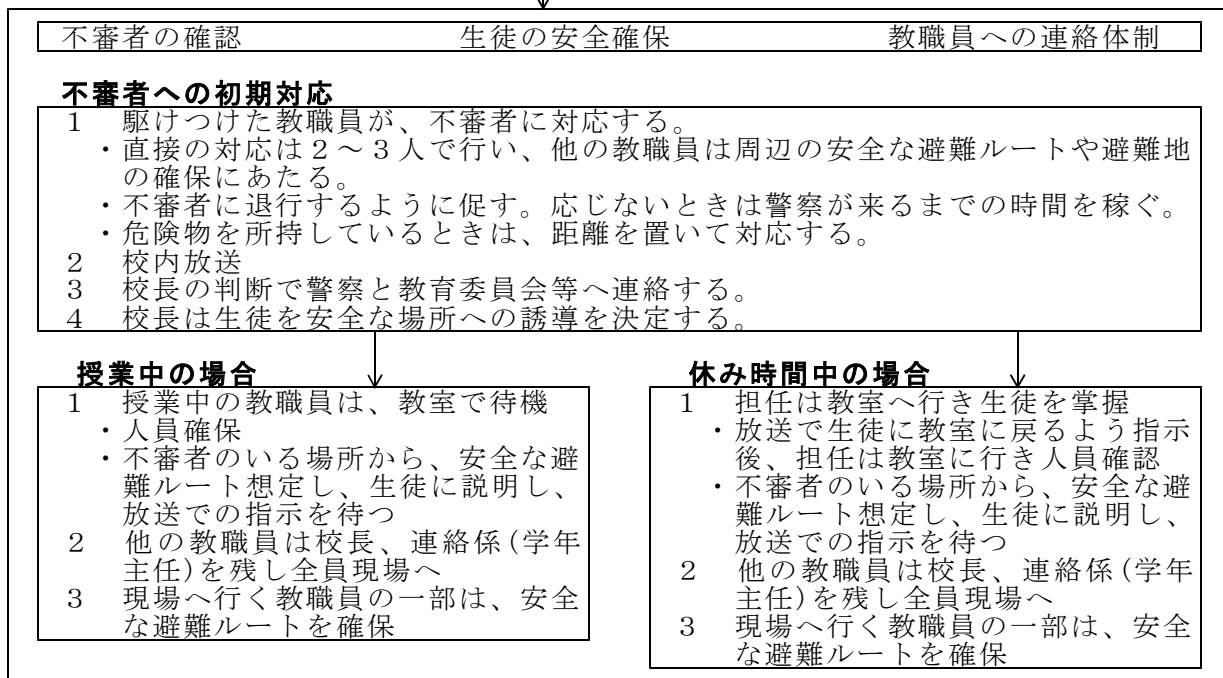 不審者の確認 生徒の安全確保 教職員への連絡体制
不審者への初期対応
1 駆けつけた教職員が、不審者に対応する。
・直接の対応は2～3人で行い、他の教職員は周辺の安全な避難ルートや避難地
の確保にあたる。
・不審者に退行するように促す。応じないときは警察が来るまでの時間を稼ぐ。
・危険物を所持しているときは、距離を置いて対応する。
2 校内放送
3 校長の判断で警察と教育委員会等へ連絡する。
4 校長は生徒を安全な場所への誘導を決定する。
授業中の場合
1 授業中の教職員は、教室で待機
・人員確保
・不審者のいる場所から、安全な避
難ルート想定し、生徒に説明し、
放送での指示を待つ
2 他の教職員は校長、連絡係(学年
主任)を残し全員現場へ
3 現場へ行く教職員の一部は、安全
な避難ルートを確保
休み時間中の場合
1 担任は教室へ行き生徒を掌握
・放送で生徒に教室に戻るよう指示
後、担任は教室に行き人員確認
・不審者のいる場所から、安全な避
難ルート想定し、生徒に説明し、
放送での指示を待つ
2 他の教職員は校長、連絡係(学年
主任)を残し全員現場へ
3 現場へ行く教職員の一部は、安全
な避難ルートを確保